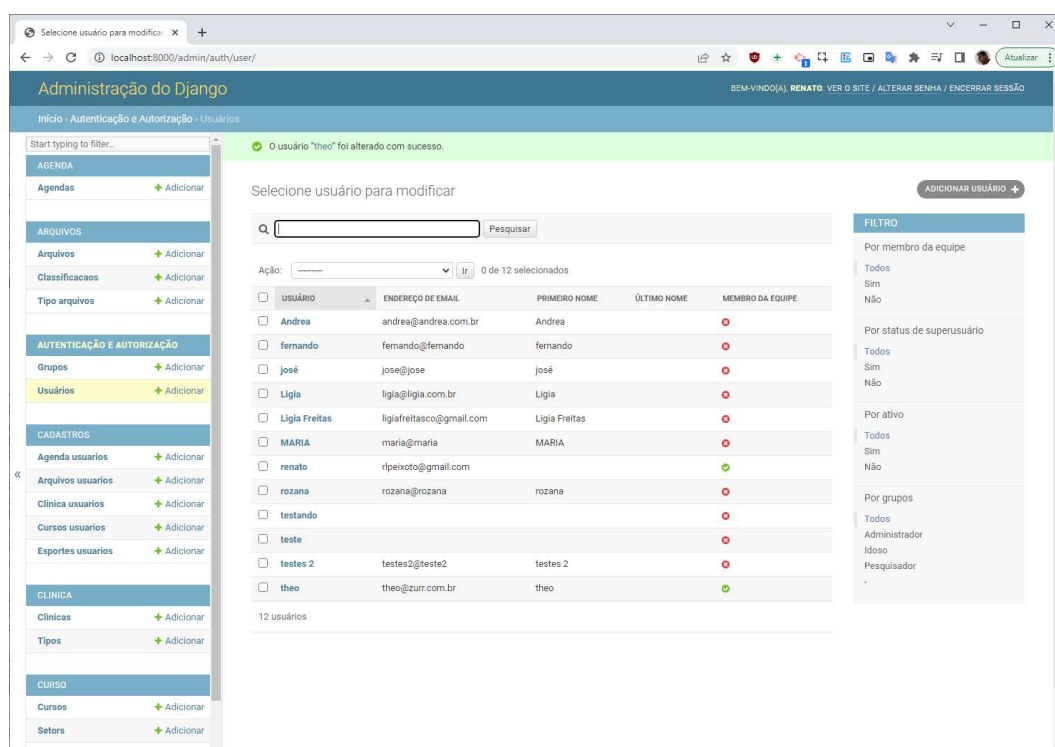 Selecione usuário para modificar
localhost:8000/admin/auth/user/
Atualizar
Administração do Django
BEM-VINDO(A), RENATO. VER O SITE / ALTERAR SENHA / ENCERRAR SESSÃO
Início › Autenticação e Autorização › Usuários
Start typing to filter...
AGENDA
Agendas Adicionar
ARQUIVOS
Arquivos Adicionar
Classificacaos Adicionar
Tipo arquivos Adicionar
AUTENTICAÇÃO E AUTORIZAÇÃO
Grupos Adicionar
Usuários Adicionar
CADASTROS
Agenda usuarios Adicionar
Arquivos usuarios Adicionar
Clinica usuarios Adicionar
Cursos usuarios Adicionar
Esportes usuarios Adicionar
CLINICA
Clinicas Adicionar
Tipos Adicionar
CURSO
Cursos Adicionar
Setors Adicionar
«
O usuário "theo" foi alterado com sucesso.
Selecione usuário para modificar
ADICIONAR USUÁRIO +
Pesquisar
Ação: --------- Ir 0 de 12 selecionados
USUÁRIO ENDEREÇO DE EMAIL PRIMEIRO NOME ÚLTIMO NOME MEMBRO DA EQUIPE
Andrea andrea@andrea.com.br Andrea
fernando fernando@fernando fernando
josé jose@jose josé
Ligia ligia@ligia.com.br Ligia
Ligia Freitas ligiafreitasco@gmail.com Ligia Freitas
MARIA maria@maria MARIA
renato rlpeixoto@gmail.com
rozana rozana@rozana rozana
testando
teste
testes 2 testes2@teste2 testes 2
theo theo@zurr.com.br theo
12 usuários
FILTRO
Por membro da equipe
Todos
Sim
Não
Por status de superusuário
Todos
Sim
Não
Por ativo
Todos
Sim
Não
Por grupos
Todos
Administrador
Idoso
Pesquisador
-